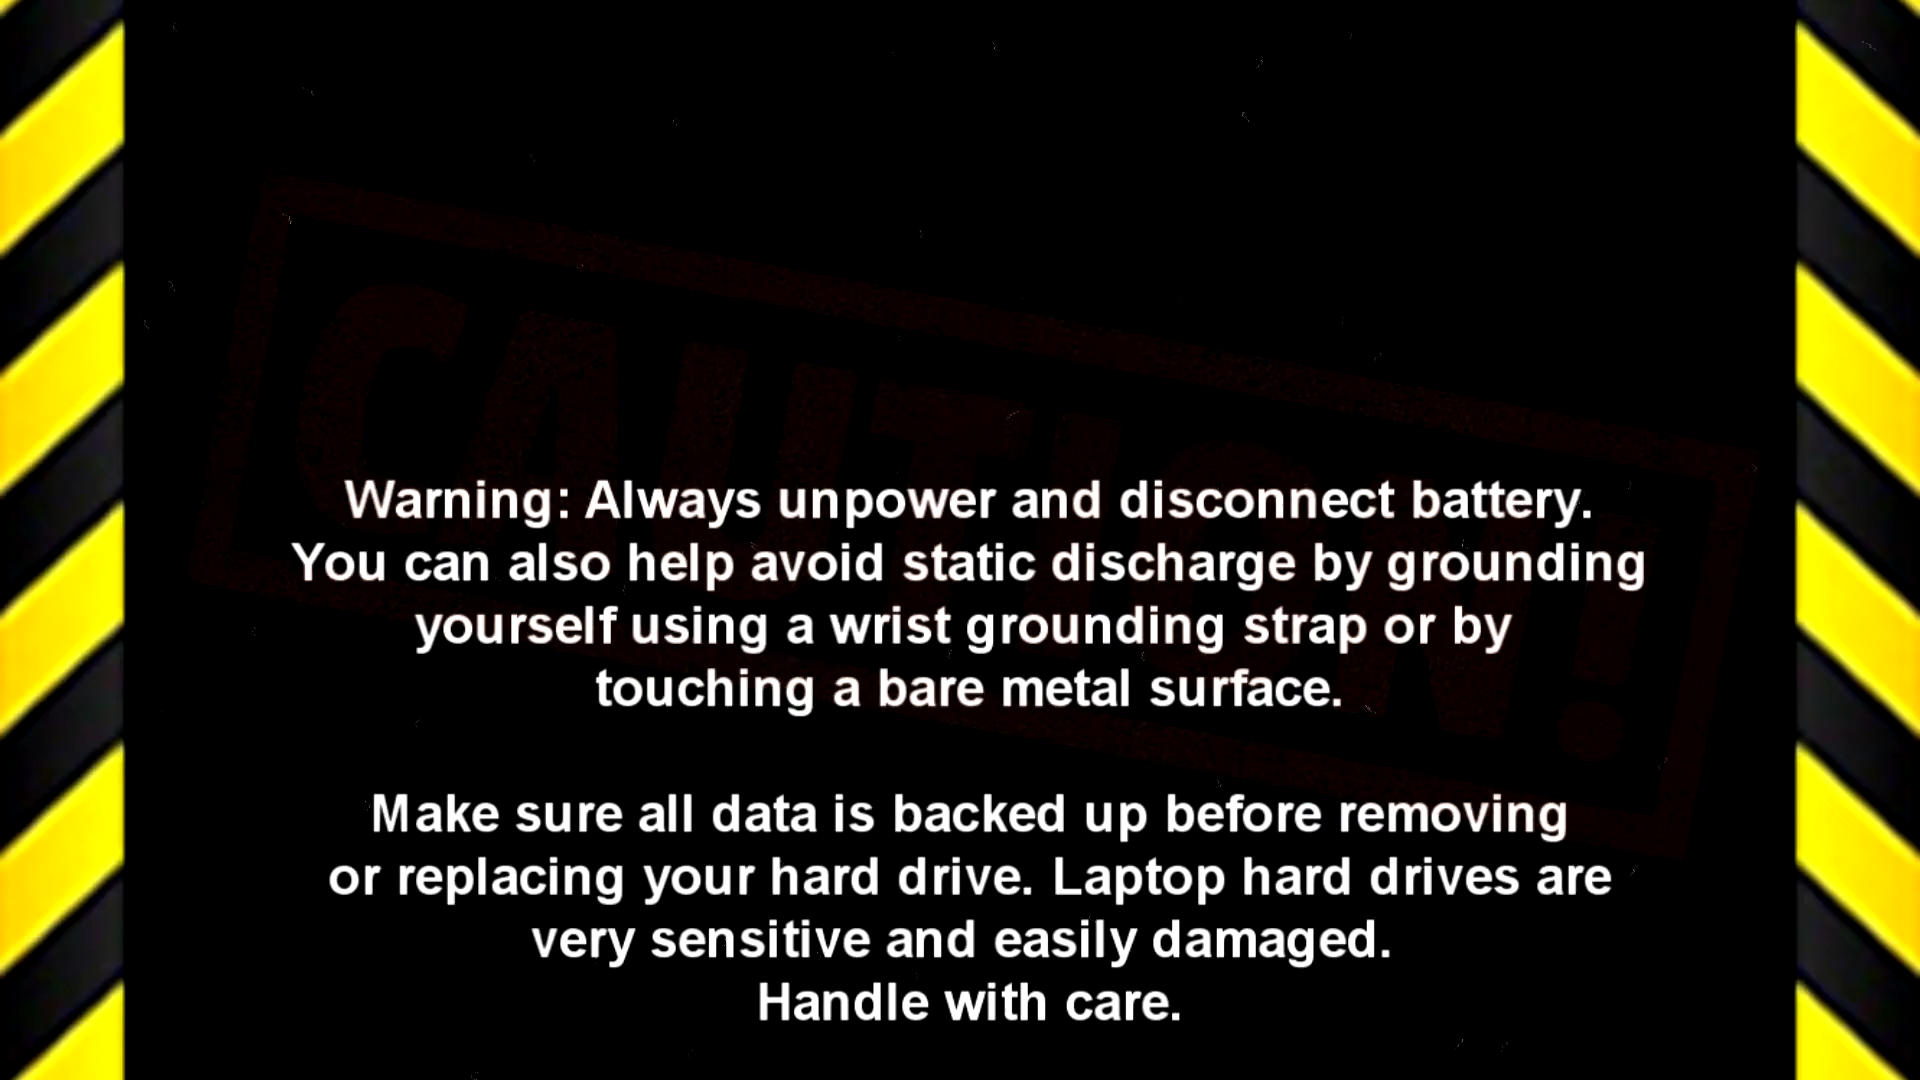 CAUTION!
Warning: Always unpower and disconnect battery.
You can also help avoid static discharge by grounding
yourself using a wrist grounding strap or by
touching a bare metal surface.
Make sure all data is backed up before removing
or replacing your hard drive. Laptop hard drives are
very sensitive and easily damaged.
Handle with care.